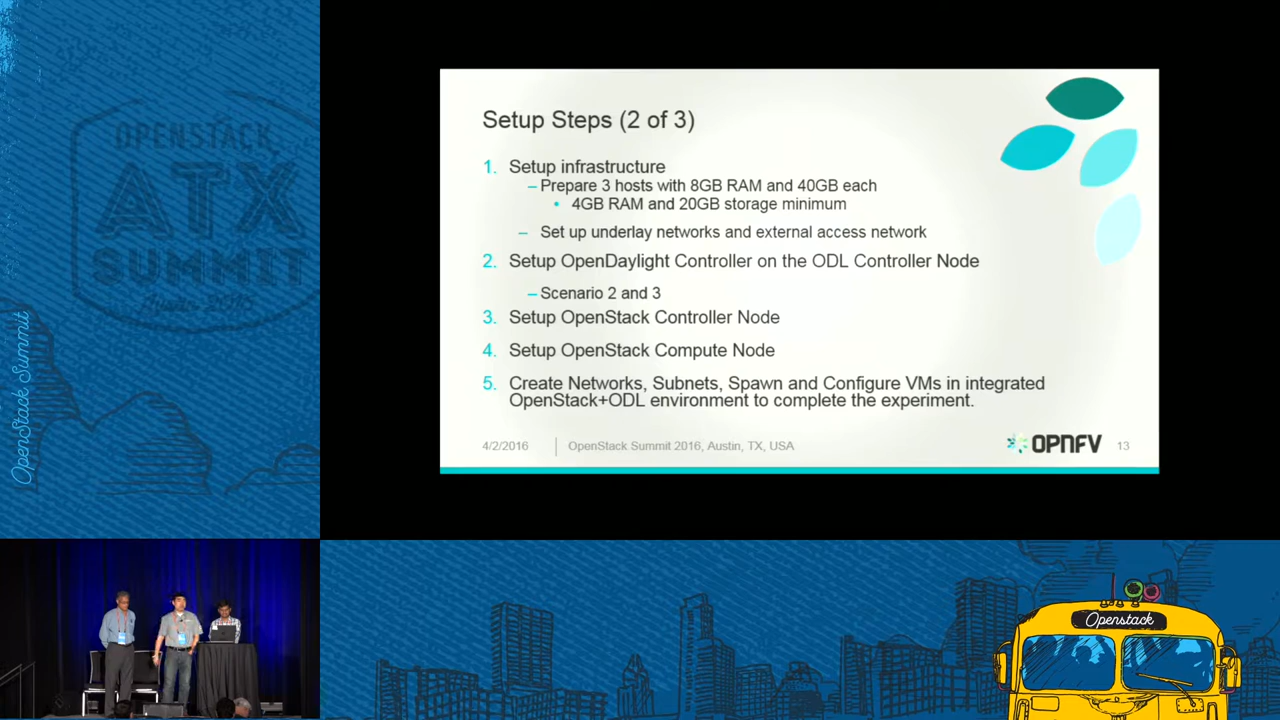 OPENSTACK
ATX
SUMMIT
OpenStack Summit
Setup Steps (2 of 3)
1. Setup infrastructure
– Prepare 3 hosts with 8GB RAM and 40GB each
• 4GB RAM and 20GB storage minimum
– Set up underlay networks and external access network
2. Setup OpenDaylight Controller on the ODL Controller Node
– Scenario 2 and 3
3. Setup OpenStack Controller Node
4. Setup OpenStack Compute Node
5. Create Networks, Subnets, Spawn and Configure VMs in integrated
OpenStack+ODL environment to complete the experiment.
4/2/2016 OpenStack Summit 2016, Austin, TX, USA OPNFV 13
Openstack